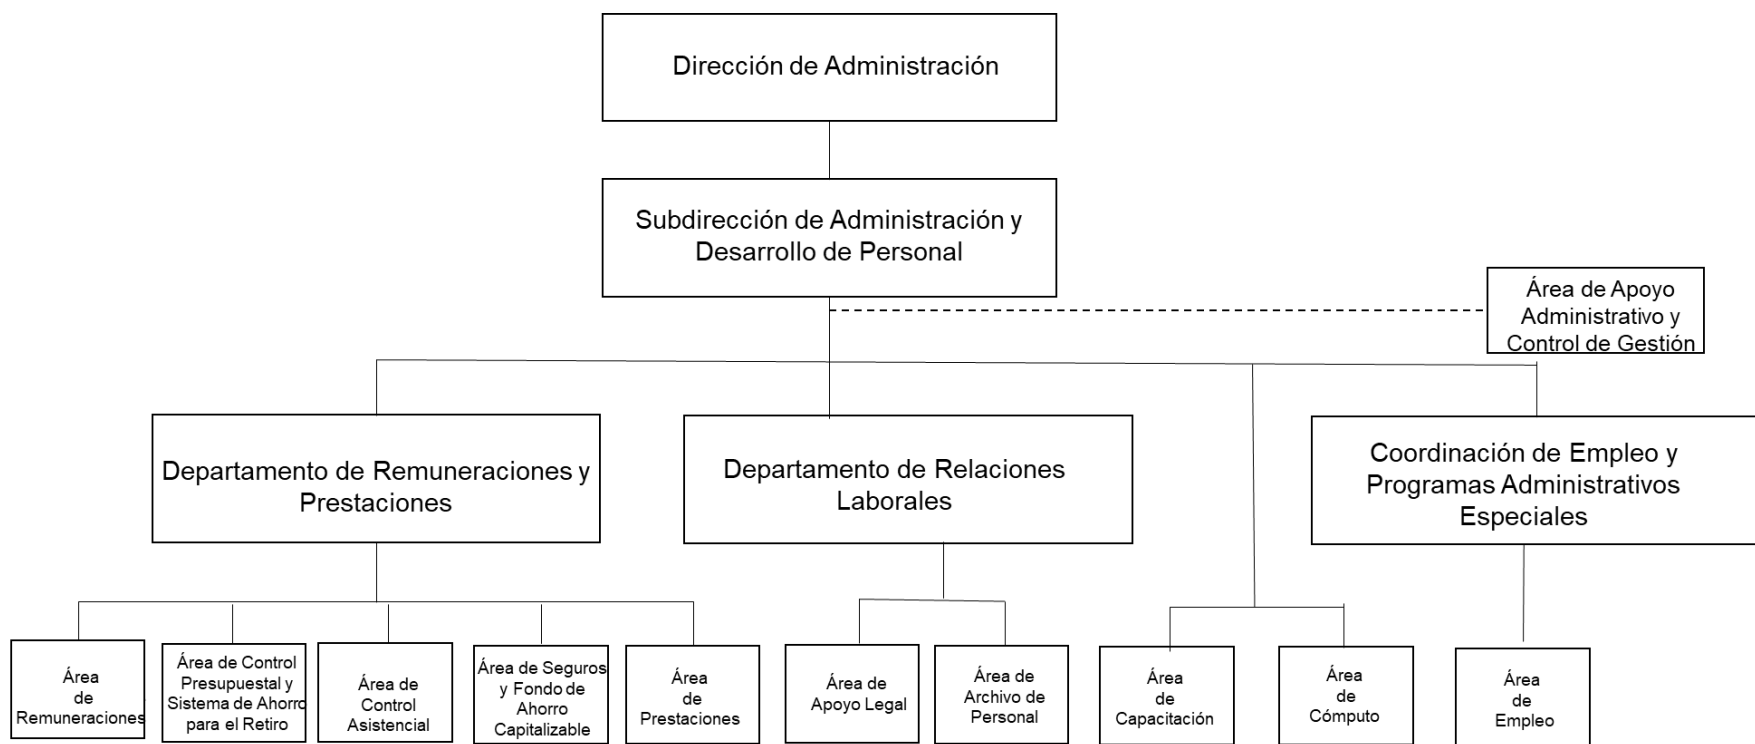 Dirección de Administración
Subdirección de Administración y
Desarrollo de Personal
Área de Apoyo
Administrativo y
Control de Gestión
Departamento de Remuneraciones y
Prestaciones
Departamento de Relaciones
Laborales
Coordinación de Empleo y
Programas Administrativos
Especiales
Área
de
Remuneraciones
Área de Control
Presupuestal y
Sistema de Ahorro
para el Retiro
Área de
Control
Asistencial
Área de Seguros
y Fondo de
Ahorro
Capitalizable
Área
de
Prestaciones
Área de
Apoyo Legal
Área de
Archivo de
Personal
Área
de
Capacitación
Área
de
Cómputo
Área
de
Empleo